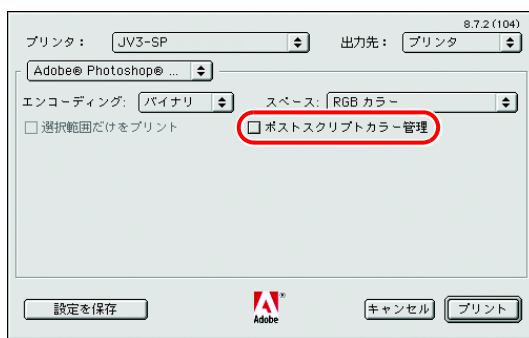 8.7.2 (104)
プリンタ： JV3-SP 出力先： プリンタ
Adobe® Photoshop® ...
エンコーディング： バイナリ スペース： RGB カラー
選択範囲だけをプリント ポストスクリプトカラー管理
設定を保存 Adobe ® キャンセル プリント